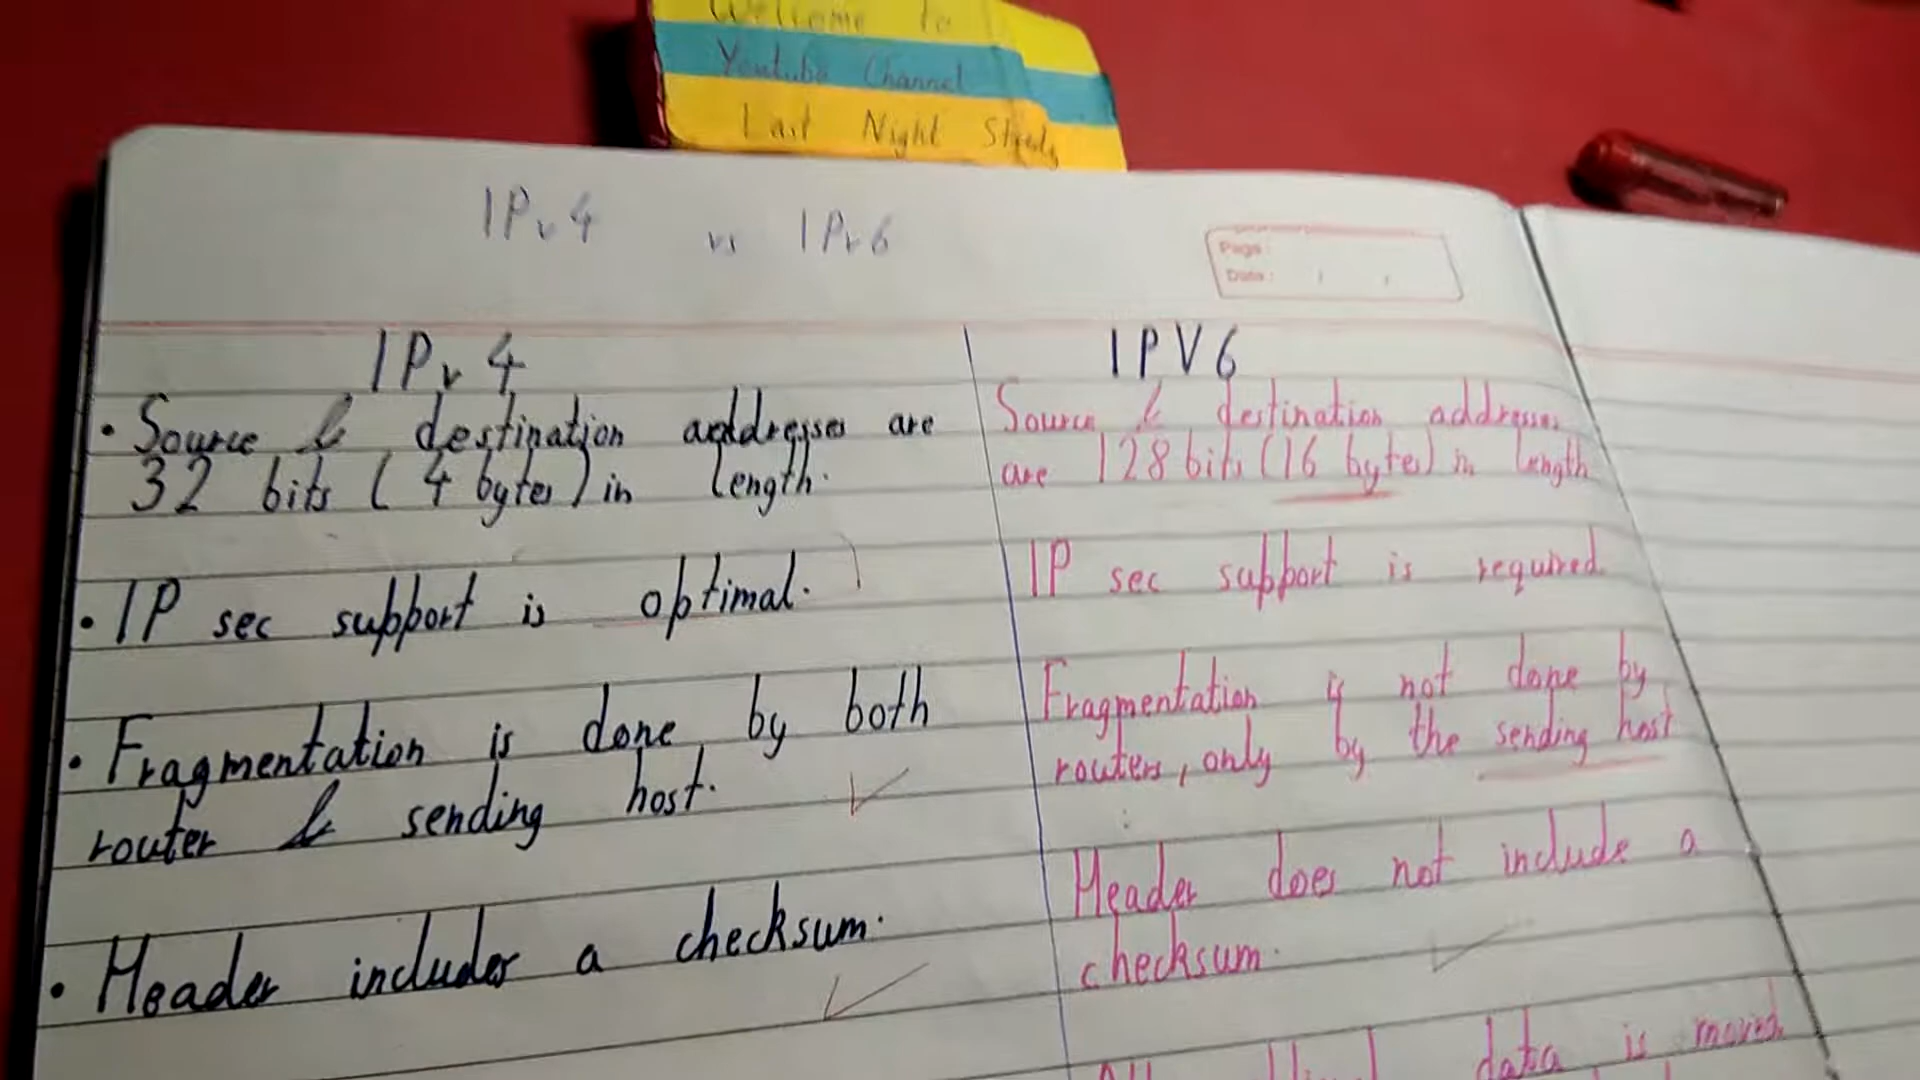 Welcome to
Youtube Channel
Last Night Study
IPv4 vs IPv6
Page :
Date :
IPv4
• Source & destination addresses are
32 bits (4 bytes) in length.
• IP sec support is optimal.
• Fragmentation is done by both
router & sending host.
• Header includes a checksum.
IPV6
Source & destination addresses
are 128 bits (16 bytes) in length
IP sec support is required.
Fragmentation is not done by
routers, only by the sending host
Header does not include a
checksum.
data is moved